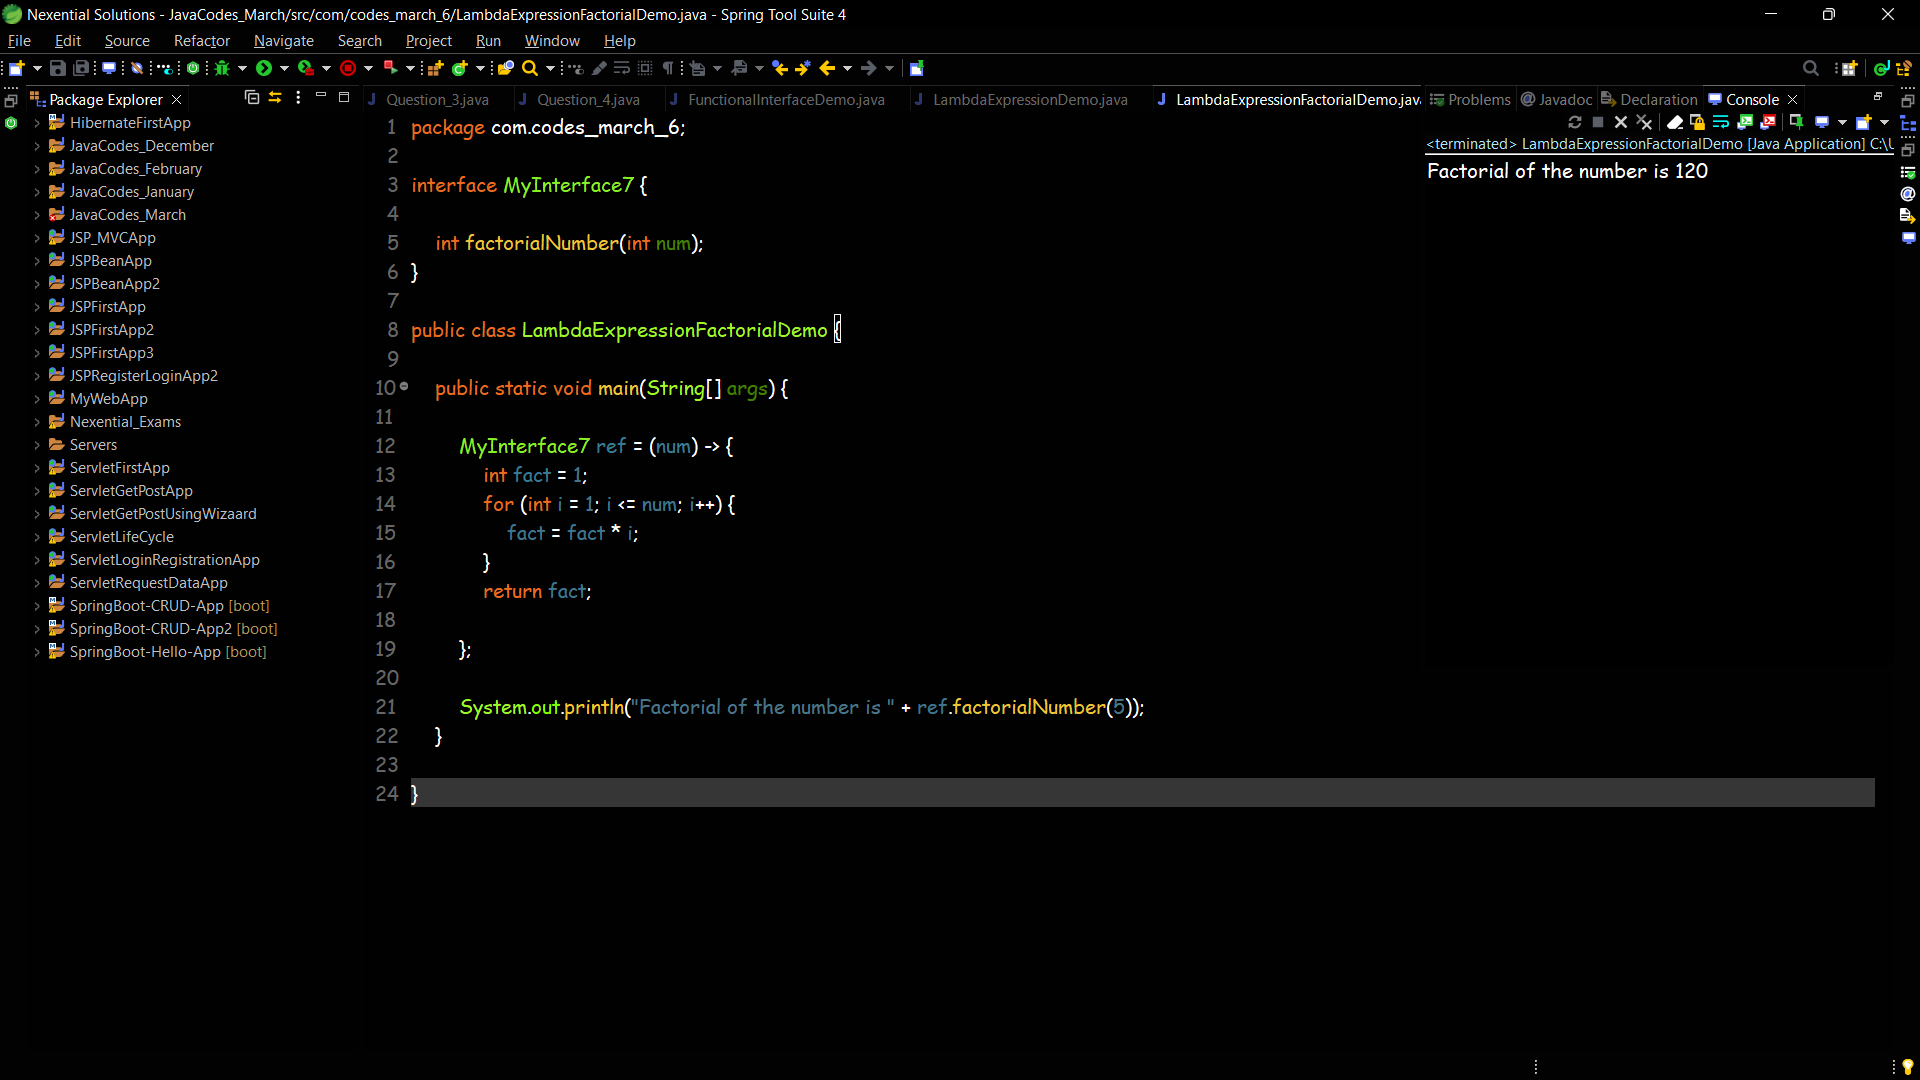 Nexential Solutions - JavaCodes_March/src/com/codes_march_6/LambdaExpressionFactorialDemo.java - Spring Tool Suite 4
File Edit Source Refactor Navigate Search Project Run Window Help
Package Explorer
HibernateFirstApp
JavaCodes_December
JavaCodes_February
JavaCodes_January
JavaCodes_March
JSP_MVCApp
JSPBeanApp
JSPBeanApp2
JSPFirstApp
JSPFirstApp2
JSPFirstApp3
JSPRegisterLoginApp2
MyWebApp
Nexential_Exams
Servers
ServletFirstApp
ServletGetPostApp
ServletGetPostUsingWizaard
ServletLifeCycle
ServletLoginRegistrationApp
ServletRequestDataApp
SpringBoot-CRUD-App [boot]
SpringBoot-CRUD-App2 [boot]
SpringBoot-Hello-App [boot]
Question_3.java Question_4.java FunctionalInterfaceDemo.java LambdaExpressionDemo.java LambdaExpressionFactorialDemo.jav
1 package com.codes_march_6;
2
3 interface MyInterface7 {
4
5 int factorialNumber(int num);
6 }
7
8 public class LambdaExpressionFactorialDemo {
9
10 public static void main(String[] args) {
11
12 MyInterface7 ref = (num) -> {
13 int fact = 1;
14 for (int i = 1; i <= num; i++) {
15 fact = fact * i;
16 }
17 return fact;
18
19 };
20
21 System.out.println("Factorial of the number is " + ref.factorialNumber(5));
22 }
23
24 }
Problems Javadoc Declaration Console
<terminated> LambdaExpressionFactorialDemo [Java Application] C:\U
Factorial of the number is 120